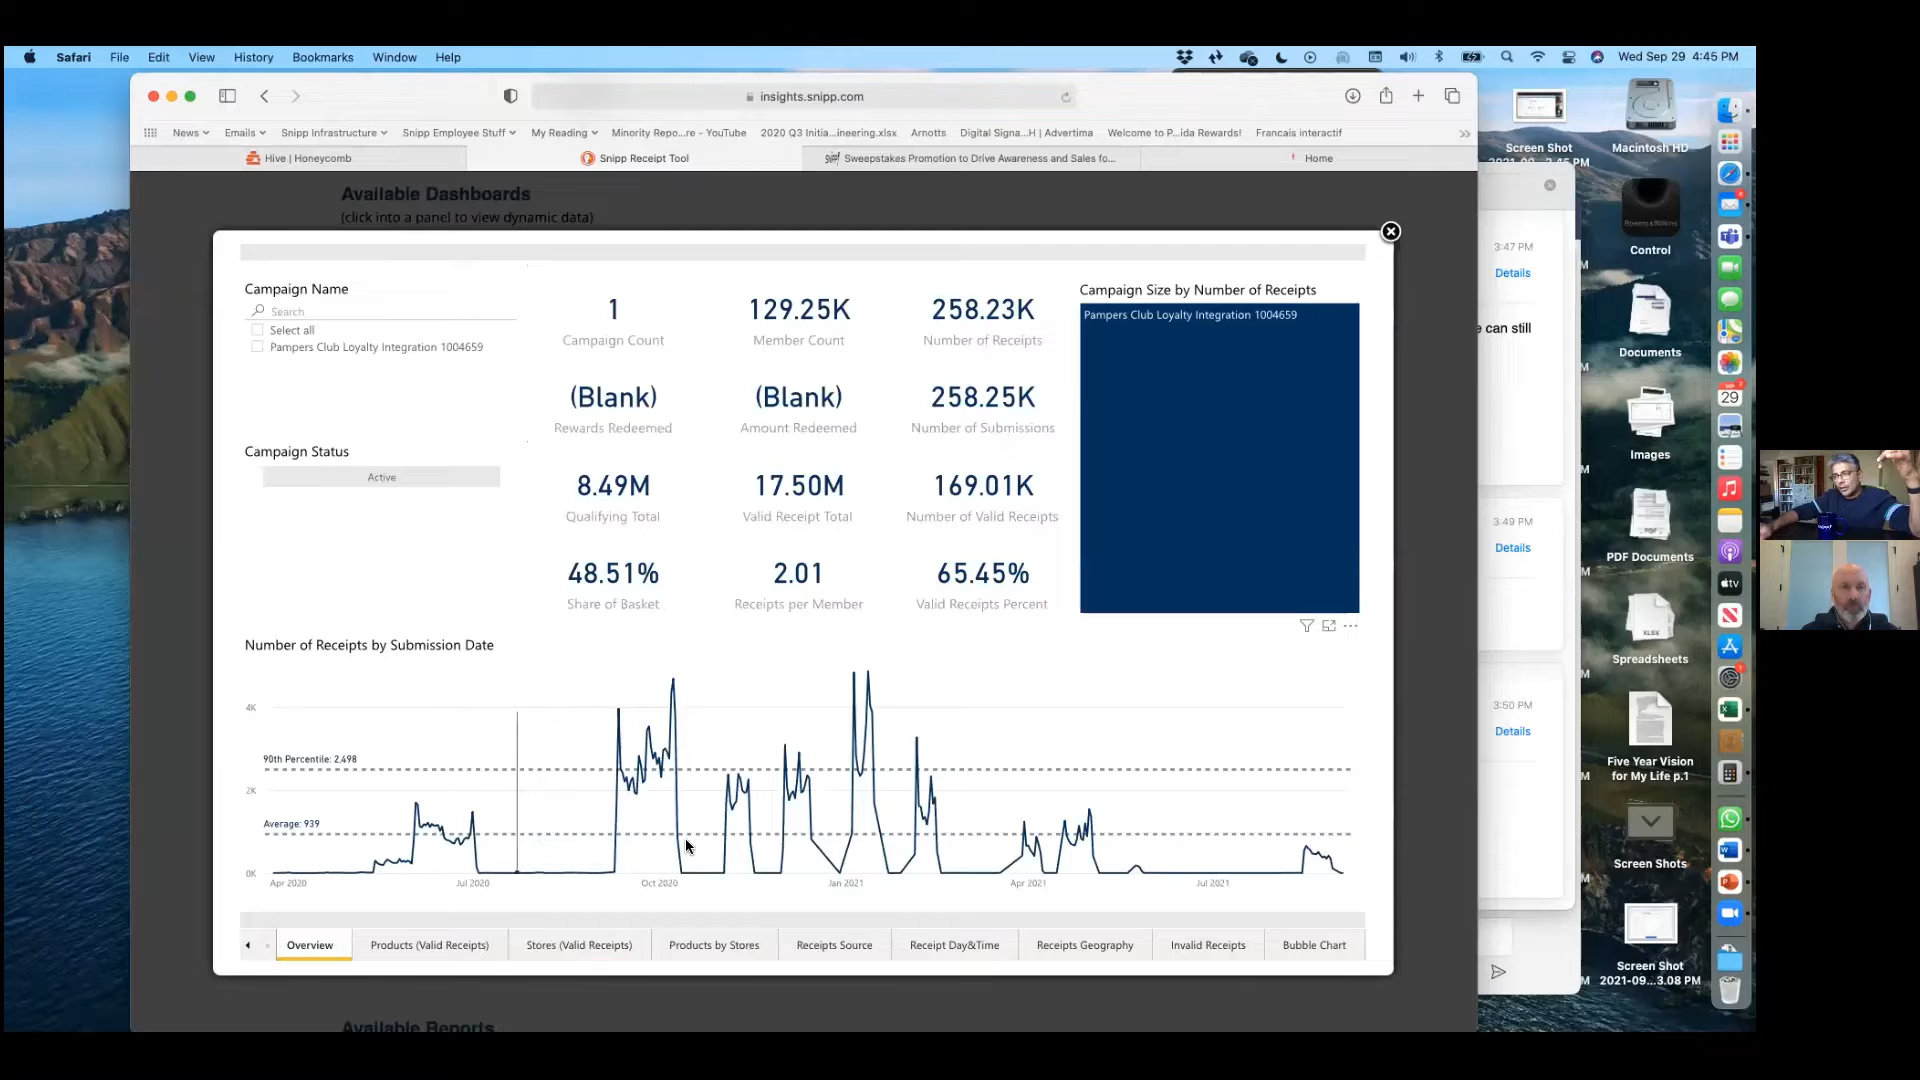 Safari File Edit View History Bookmarks Window Help
Wed Sep 29 4:45 PM
insights.snipp.com
News Emails Snipp Infrastructure Snipp Employee Stuff My Reading Minority Repo...re - YouTube 2020 Q3 Initia...ineering.xlsx Arnotts Digital Signa...H | Advertima Welcome to P...ida Rewards! Francais interactif
Hive | Honeycomb
Snipp Receipt Tool
Sweepstakes Promotion to Drive Awareness and Sales fo...
Home
Available Dashboards
(click into a panel to view dynamic data)
Campaign Name
Search
Select all
Pampers Club Loyalty Integration 1004659
Campaign Status
Active
1
Campaign Count
129.25K
Member Count
258.23K
Number of Receipts
(Blank)
Rewards Redeemed
(Blank)
Amount Redeemed
258.25K
Number of Submissions
8.49M
Qualifying Total
17.50M
Valid Receipt Total
169.01K
Number of Valid Receipts
48.51%
Share of Basket
2.01
Receipts per Member
65.45%
Valid Receipts Percent
Campaign Size by Number of Receipts
Pampers Club Loyalty Integration 1004659
Number of Receipts by Submission Date
4K
90th Percentile: 2,498
2K
Average: 939
0K
Apr 2020 Jul 2020 Oct 2020 Jan 2021 Apr 2021 Jul 2021
Overview Products (Valid Receipts) Stores (Valid Receipts) Products by Stores Receipts Source Receipt Day&Time Receipts Geography Invalid Receipts Bubble Chart
Available Reports
3:47 PM
Details
e can still
3:49 PM
Details
3:50 PM
Details
Screen Shot
Macintosh HD
Bowers & Wilkins
Control
Documents
Images
PDF
PDF Documents
XLSX
Spreadsheets
Five Year Vision
for My Life p.1
Screen Shots
Screen Shot
2021-09...3.08 PM
29
tv